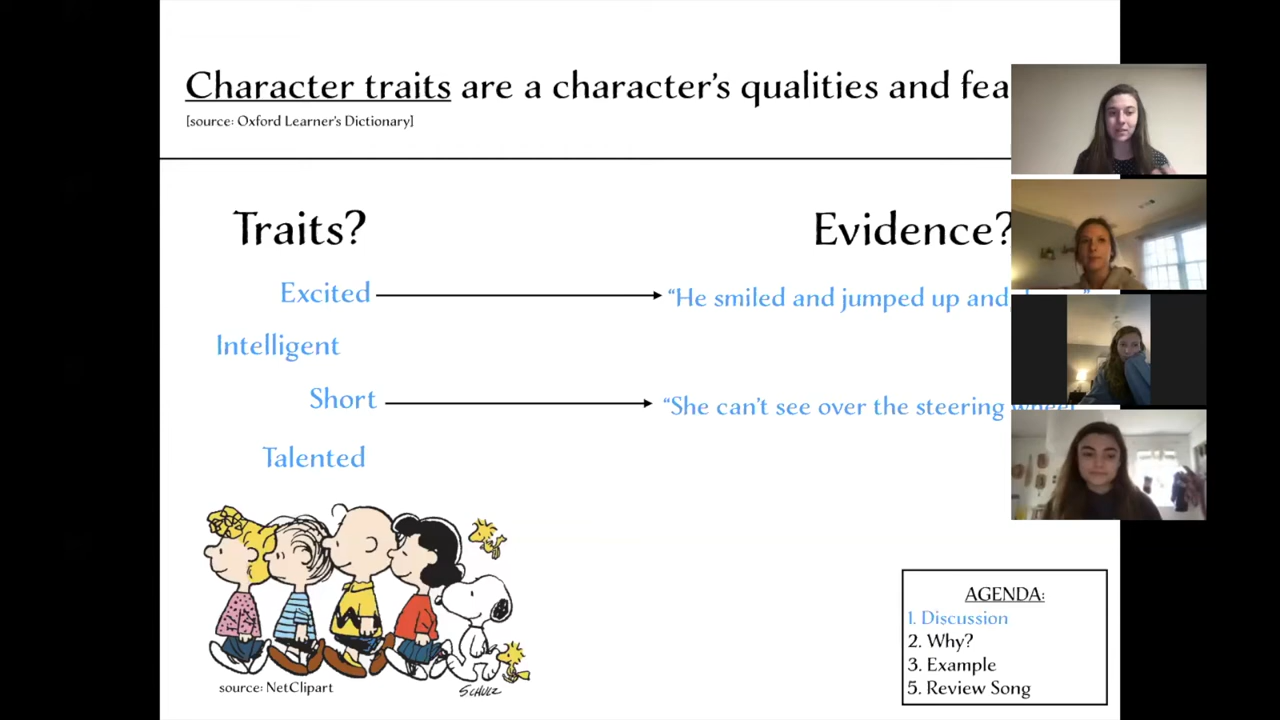 Character traits are a character's qualities and
[source: Oxford Learner's Dictionary]
Traits?
Evidence?
Excited
"He smiled and jumped up and
Intelligent
Short
"She can't see over the steering wheel
Talented
SCHULZ
source: NetClipart
AGENDA:
1. Discussion
2. Why?
3. Example
5. Review Song